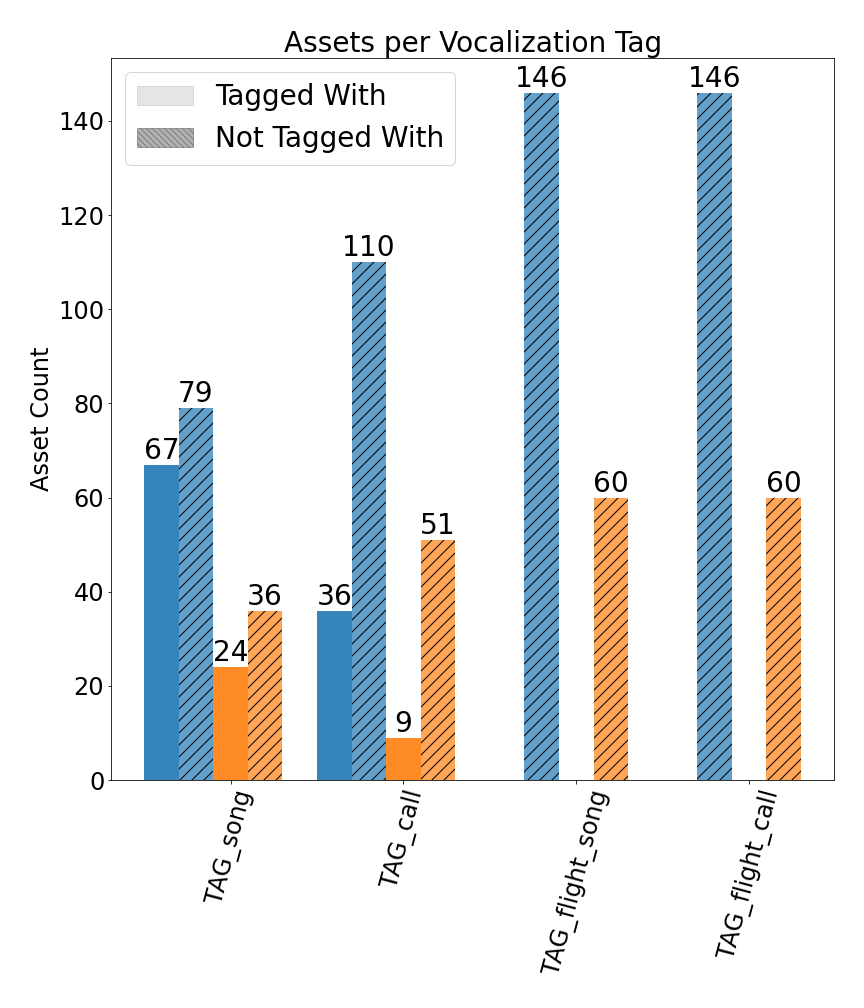 Assets per Vocalization Tag
Tagged With
Not Tagged With
146
146
140
120
110
100
80
79
67
60
60
60
51
40
36
36
36
24
20
9
0
Asset Count
TAG_song
TAG_call
TAG_flight_song
TAG_flight_call